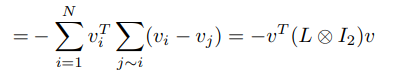 = - \sum_{i=1}^{N} v_i^T \sum_{j \sim i} (v_i - v_j) = -v^T (L \otimes I_2) v